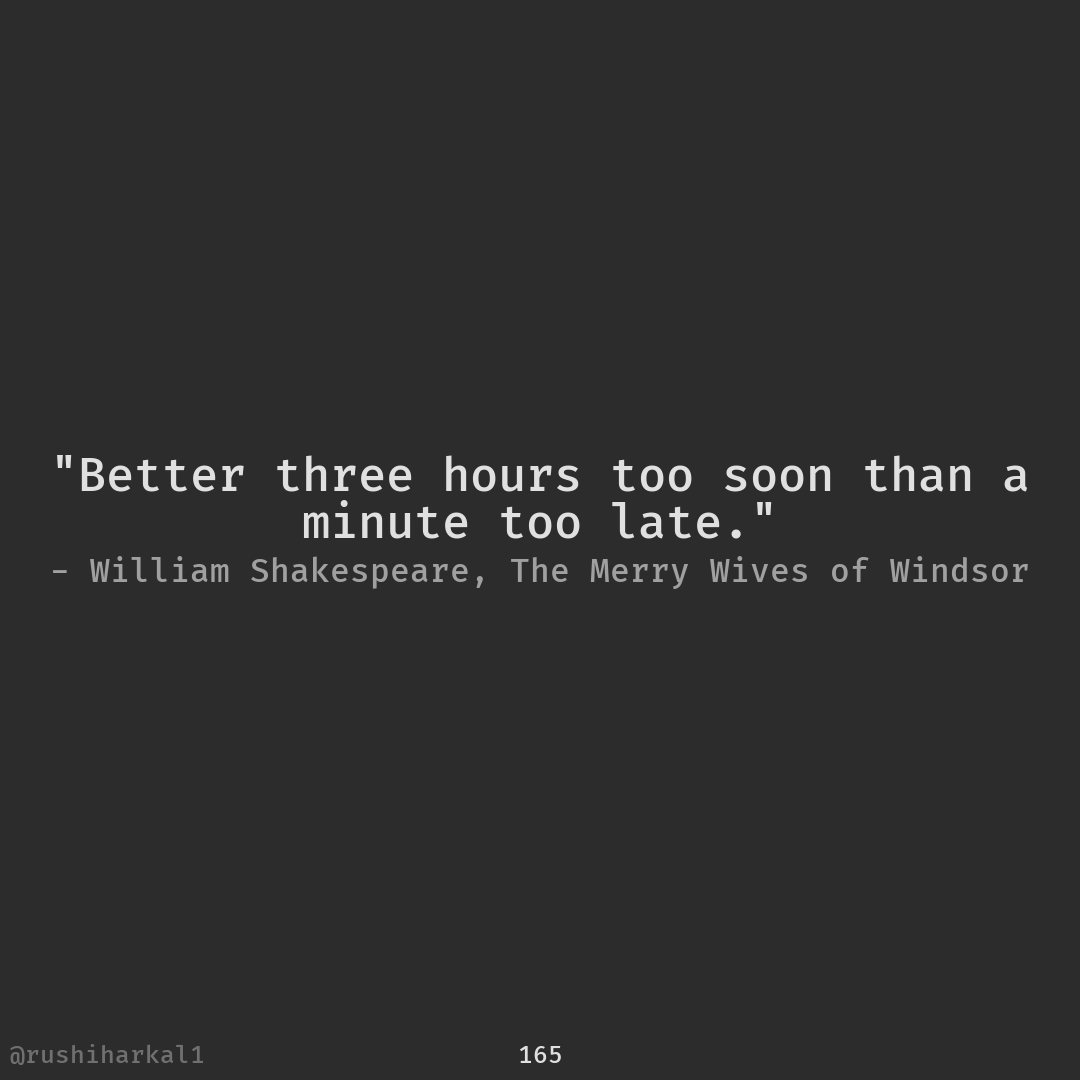 "Better three hours too soon than a
minute too late."
- William Shakespeare, The Merry Wives of Windsor
@rushiharkal1
165